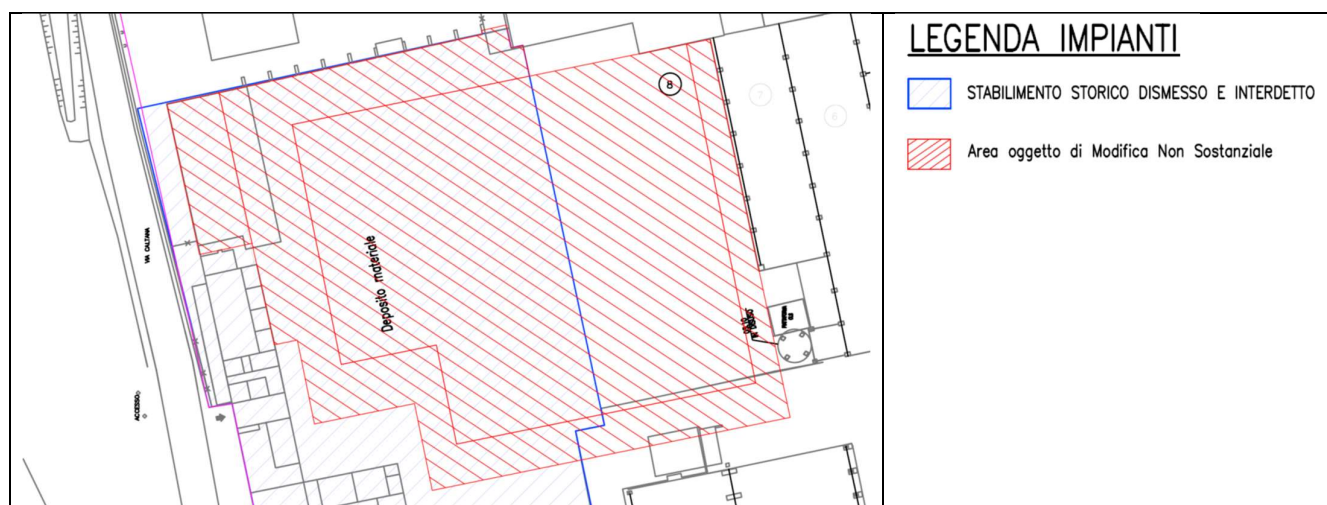 LEGENDA IMPIANTI
STABILIMENTO STORICO DISMESSO E INTERDETTO
Area oggetto di Modifica Non Sostanziale
8
7
6
VIA CALTANA
Deposito materiale
ACCESSO